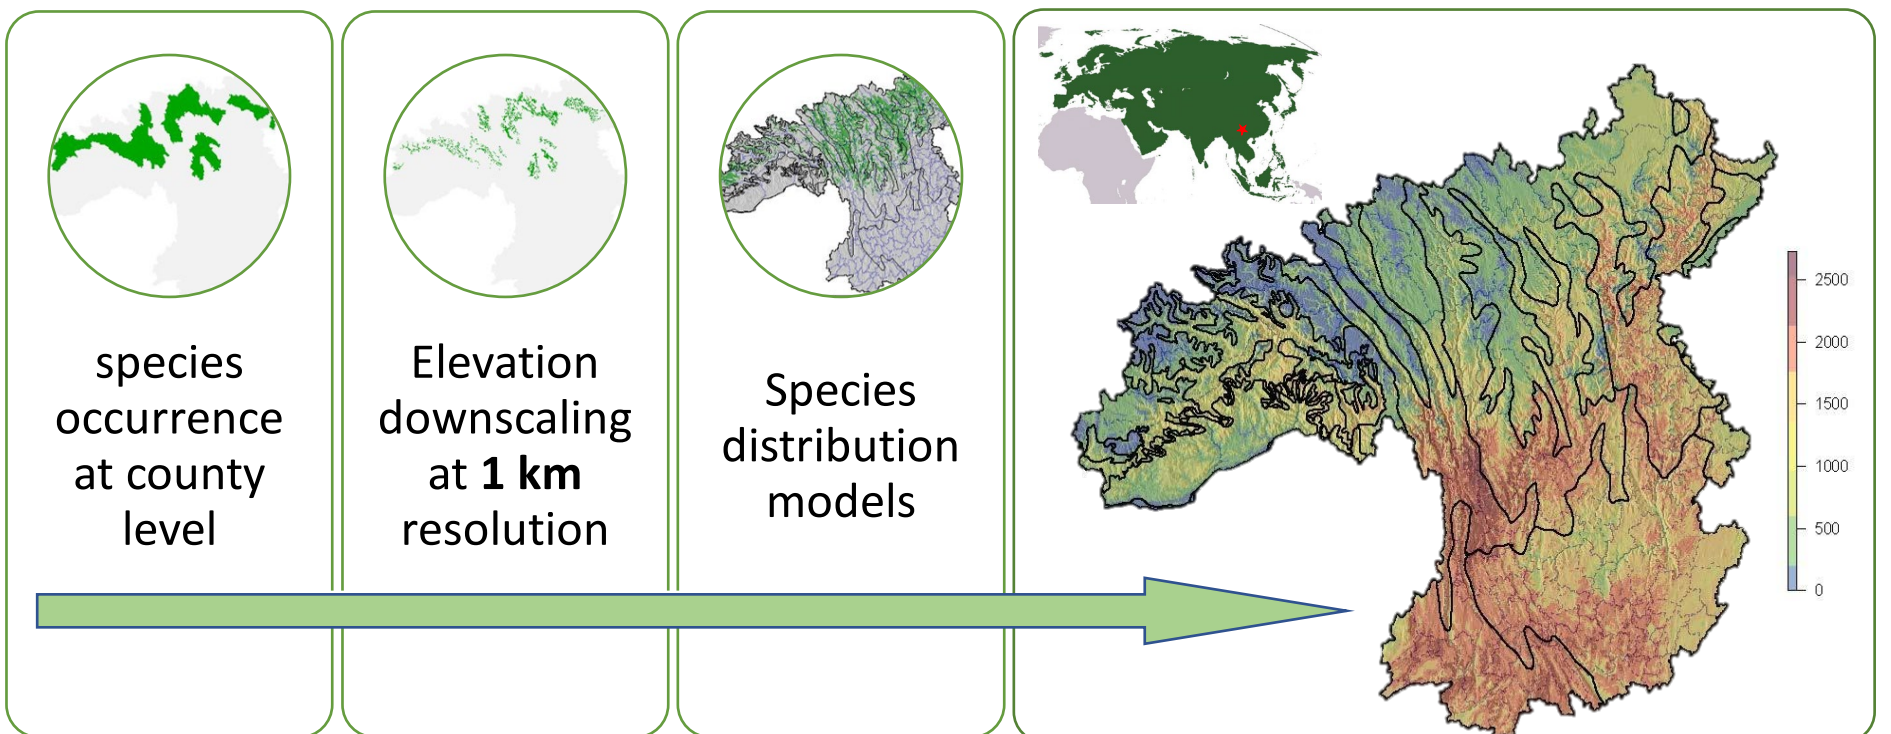 species
occurrence
at county
level
Elevation
downscaling
at 1 km
resolution
Species
distribution
models
2500
2000
1500
1000
500
0